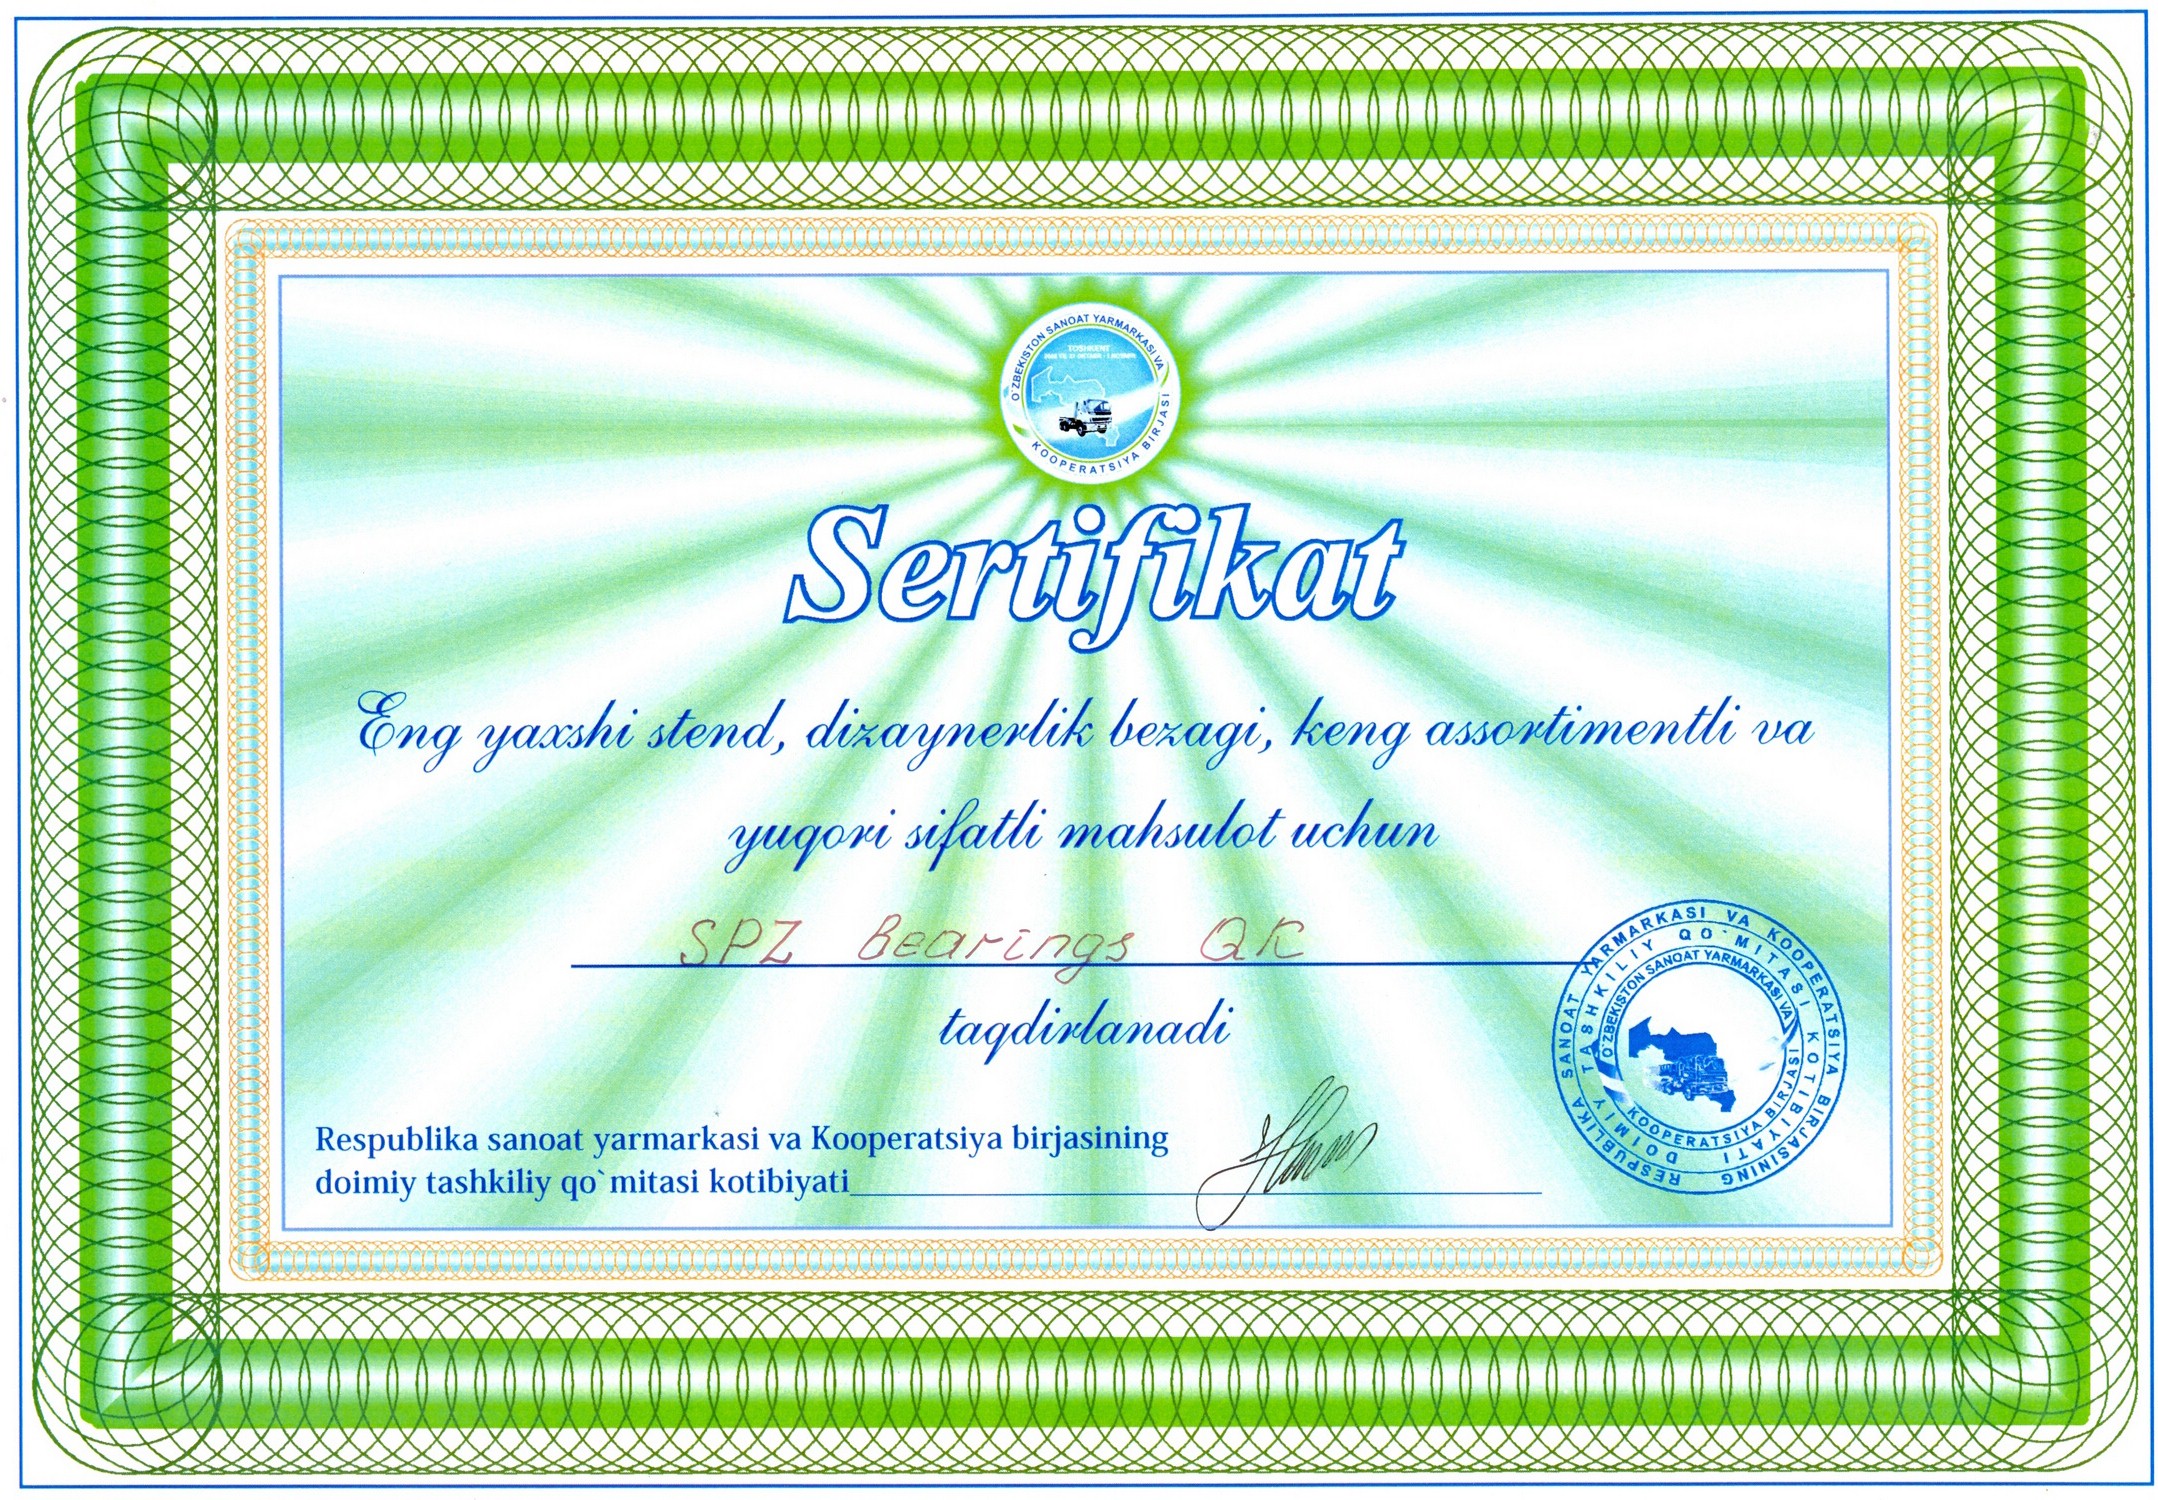 O`ZBEKISTON SANOAT YARMARKASI VA
KOOPERATSIYA BIRJASI
TOSHKENT
Sertifikat
Eng yaxshi stend, dizaynerlik bezagi, keng assortimentli va
yuqori sifatli mahsulot uchun
SPZ Bearings QK
taqdirlanadi
Respublika sanoat yarmarkasi va Kooperatsiya birjasining
doimiy tashkiliy qo`mitasi kotibiyati
RESPUBLIKA SANOAT YARMARKASI VA KOOPERATSIYA BIRJASINING
DOIMIY TASHKILIY QO`MITASI KOTIBIYATI
O`ZBEKISTON SANOAT YARMARKASI VA
KOOPERATSIYA BIRJASI